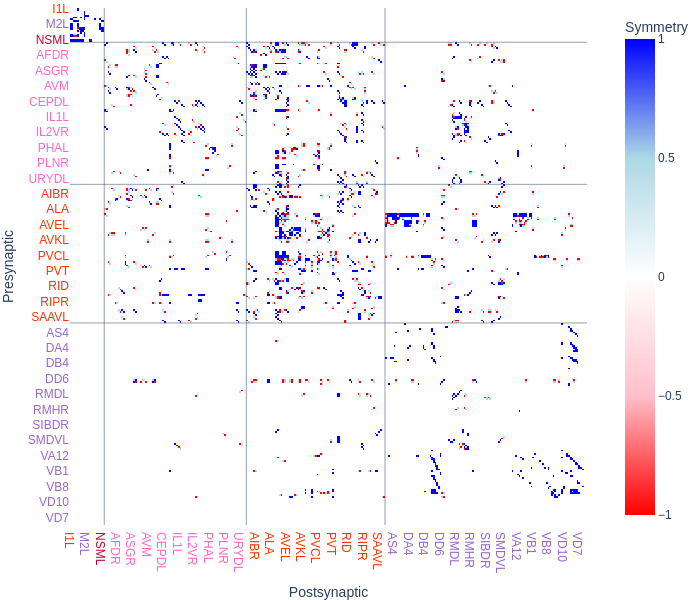 Symmetry
1
0.5
0
−0.5
−1
Presynaptic
I1L
M2L
NSML
AFDR
ASGR
AVM
CEPDL
IL1L
IL2VR
PHAL
PLNR
URYDL
AIBR
ALA
AVEL
AVKL
PVCL
PVT
RID
RIPR
SAAVL
AS4
DA4
DB4
DD6
RMDL
RMHR
SIBDR
SMDVL
VA12
VB1
VB8
VD10
VD7
I1L
M2L
NSML
AFDR
ASGR
AVM
CEPDL
IL1L
IL2VR
PHAL
PLNR
URYDL
AIBR
ALA
AVEL
AVKL
PVCL
PVT
RID
RIPR
SAAVL
AS4
DA4
DB4
DD6
RMDL
RMHR
SIBDR
SMDVL
VA12
VB1
VB8
VD10
VD7
Postsynaptic